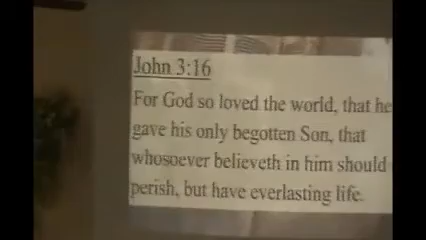 John 3:16
For God so loved the world, that he
gave his only begotten Son, that
whosoever believeth in him should
perish, but have everlasting life.